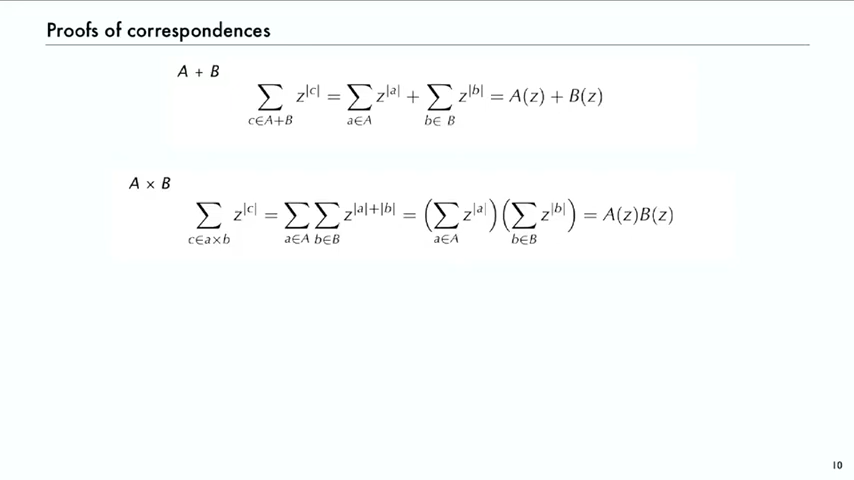 Proofs of correspondences
A + B
∑_{c∈A+B} z^{|c|} = ∑_{a∈A} z^{|a|} + ∑_{b∈ B} z^{|b|} = A(z) + B(z)
A × B
∑_{c∈a×b} z^{|c|} = ∑_{a∈A} ∑_{b∈B} z^{|a|+|b|} = (∑_{a∈A} z^{|a|})(∑_{b∈B} z^{|b|}) = A(z)B(z)
10